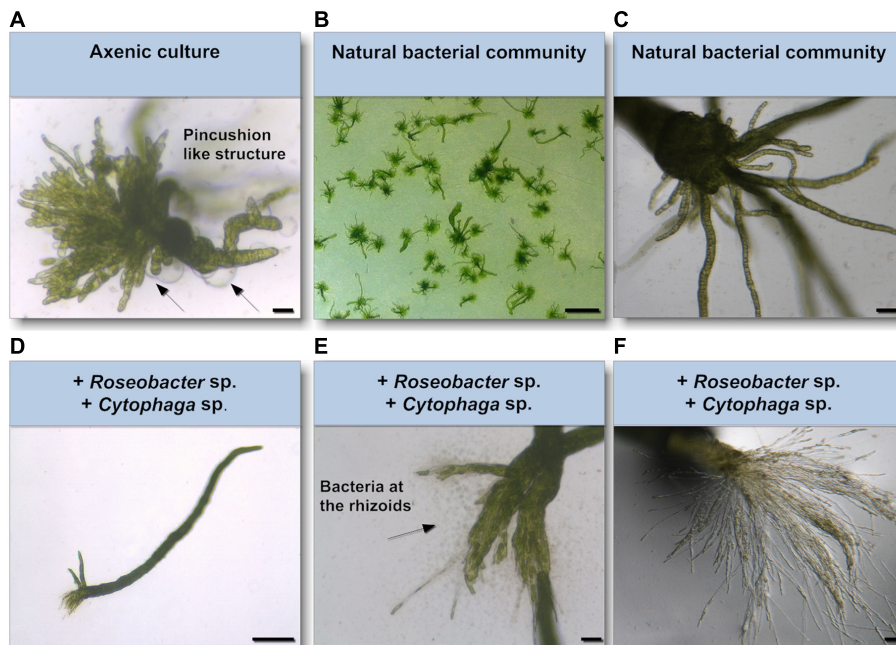 A
Axenic culture
Pincushion
like structure
B
Natural bacterial community
C
Natural bacterial community
D
+ Roseobacter sp.
+ Cytophaga sp.
E
+ Roseobacter sp.
+ Cytophaga sp.
Bacteria at
the rhizoids
F
+ Roseobacter sp.
+ Cytophaga sp.